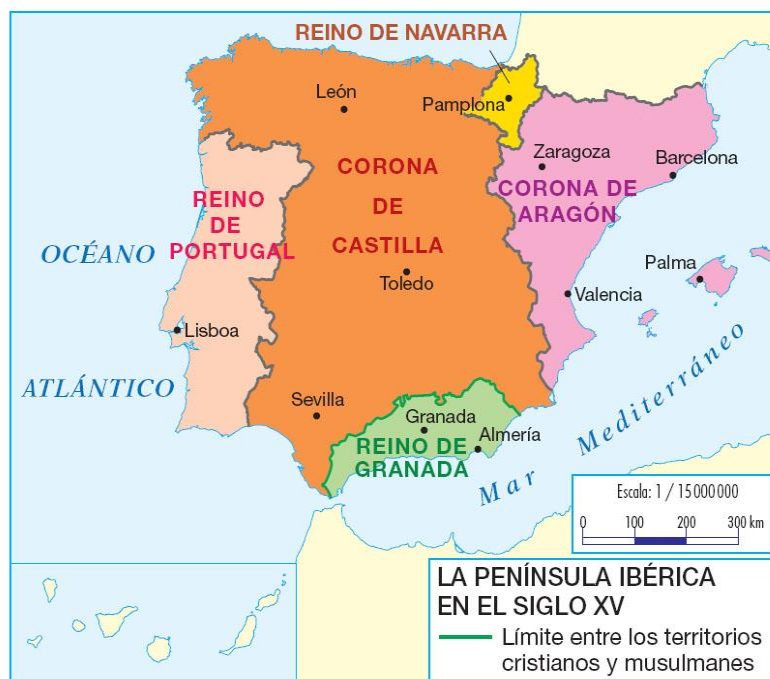 REINO DE NAVARRA
León
Pamplona
Zaragoza
Barcelona
CORONA
DE
CASTILLA
CORONA DE
ARAGÓN
REINO
DE
PORTUGAL
OCÉANO
ATLÁNTICO
Toledo
Palma
Valencia
Lisboa
Sevilla
Granada
Almería
REINO DE
GRANADA
Mar Mediterráneo
Escala: 1 / 15 000 000
0 100 200 300 km
LA PENÍNSULA IBÉRICA
EN EL SIGLO XV
Límite entre los territorios
cristianos y musulmanes